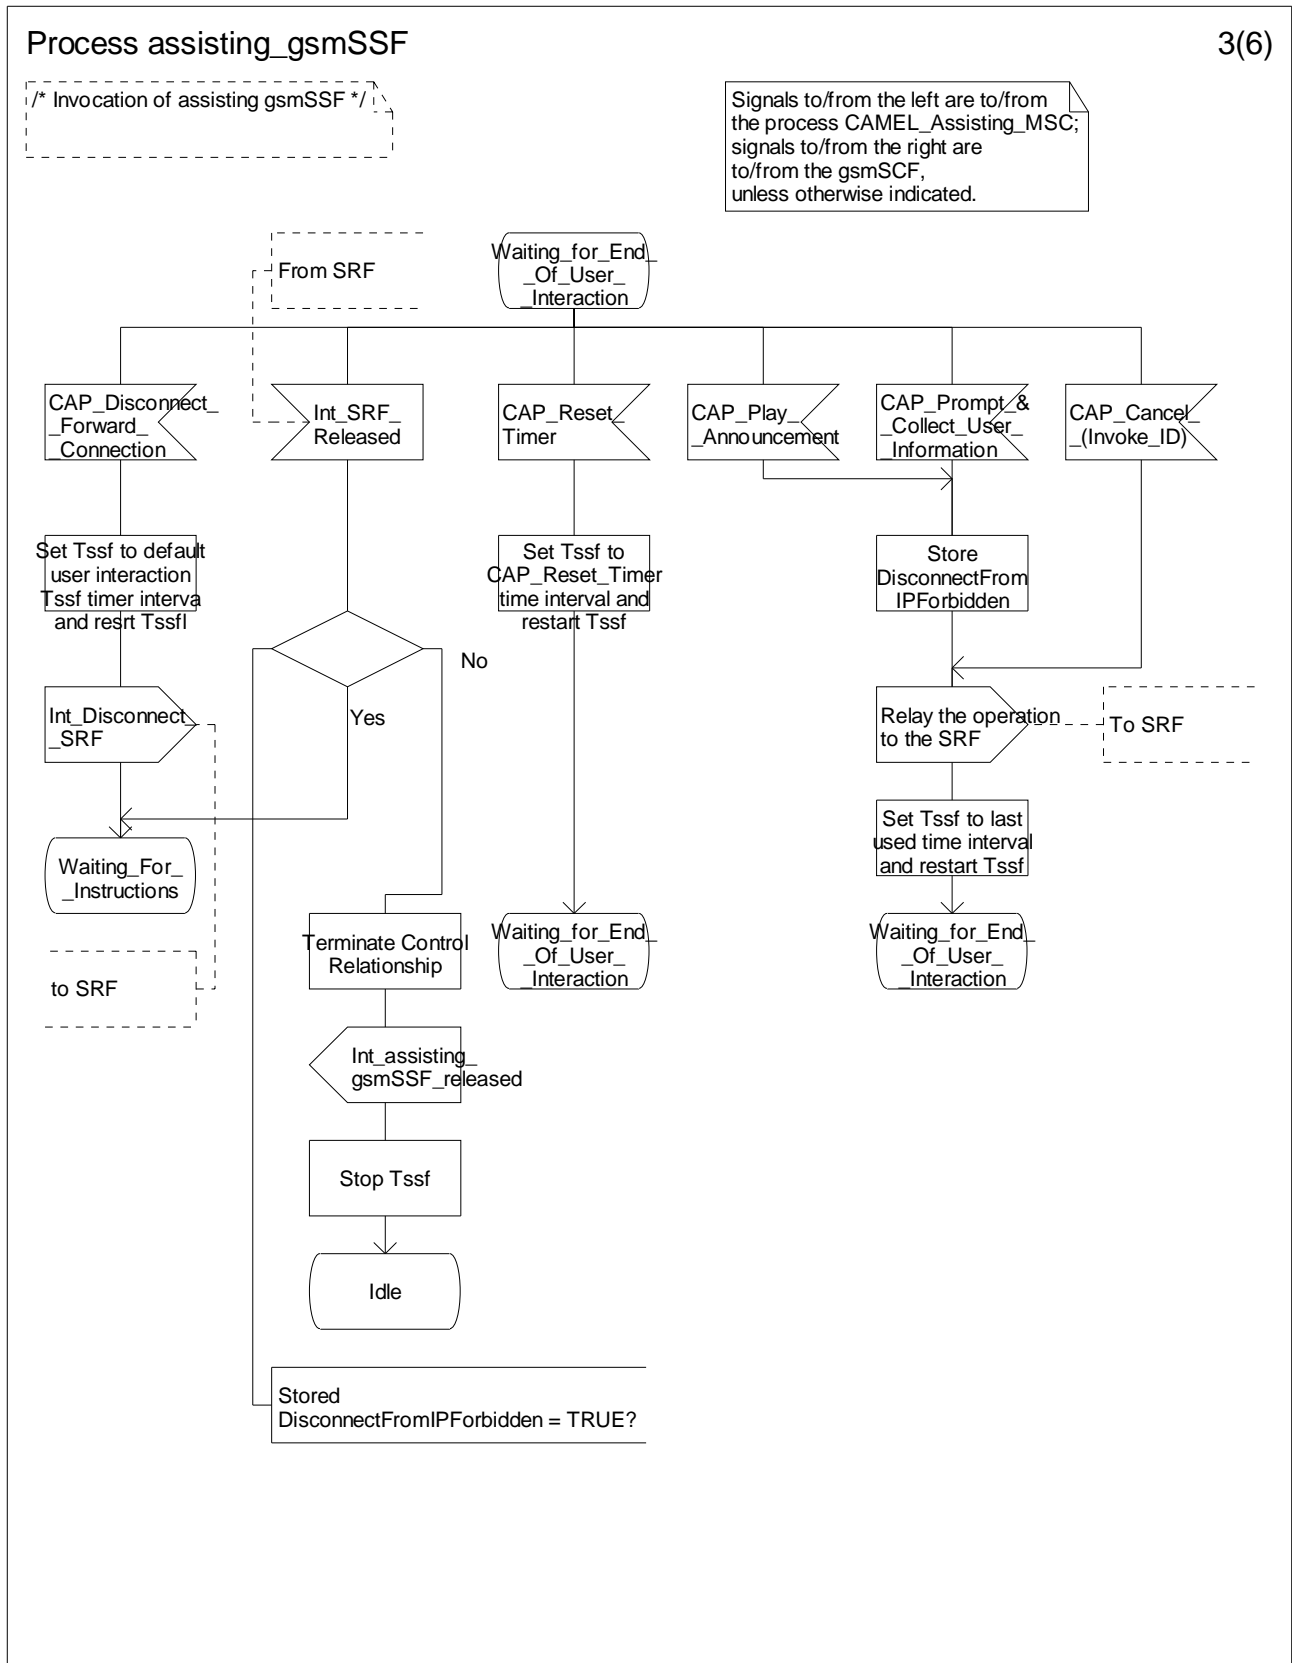 Process assisting_gsmSSF
3(6)
/* Invocation of assisting gsmSSF */
Signals to/from the left are to/from
the process CAMEL_Assisting_MSC;
signals to/from the right are
to/from the gsmSCF,
unless otherwise indicated.
From SRF
Waiting_for_End_
_Of_User_
_Interaction
CAP_Disconnect_
_Forward_
_Connection
Int_SRF_
Released
CAP_Reset_
Timer
CAP_Play_
_Announcement
CAP_Prompt_&
_Collect_User_
_Information
CAP_Cancel_
_(Invoke_ID)
Set Tssf to default
user interaction
Tssf timer interva
and resrt Tssfl
Set Tssf to
CAP_Reset_Timer
time interval and
restart Tssf
Store
DisconnectFrom
IPForbidden
No
Yes
Int_Disconnect_
_SRF
Relay the operation
to the SRF
To SRF
Set Tssf to last
used time interval
and restart Tssf
Waiting_For_
_Instructions
Terminate Control
Relationship
Waiting_for_End_
_Of_User_
_Interaction
Waiting_for_End_
_Of_User_
_Interaction
to SRF
Int_assisting_
gsmSSF_released
Stop Tssf
Idle
Stored
DisconnectFromIPForbidden = TRUE?